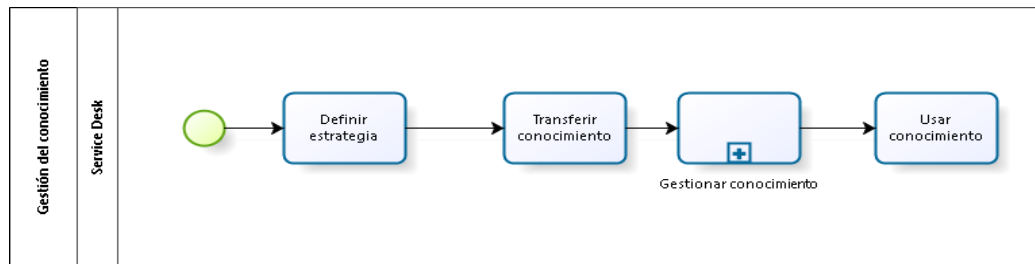 Gestión del conocimiento
Service Desk
Definir
estrategia
Transferir
conocimiento
Gestionar conocimiento
Usar
conocimiento